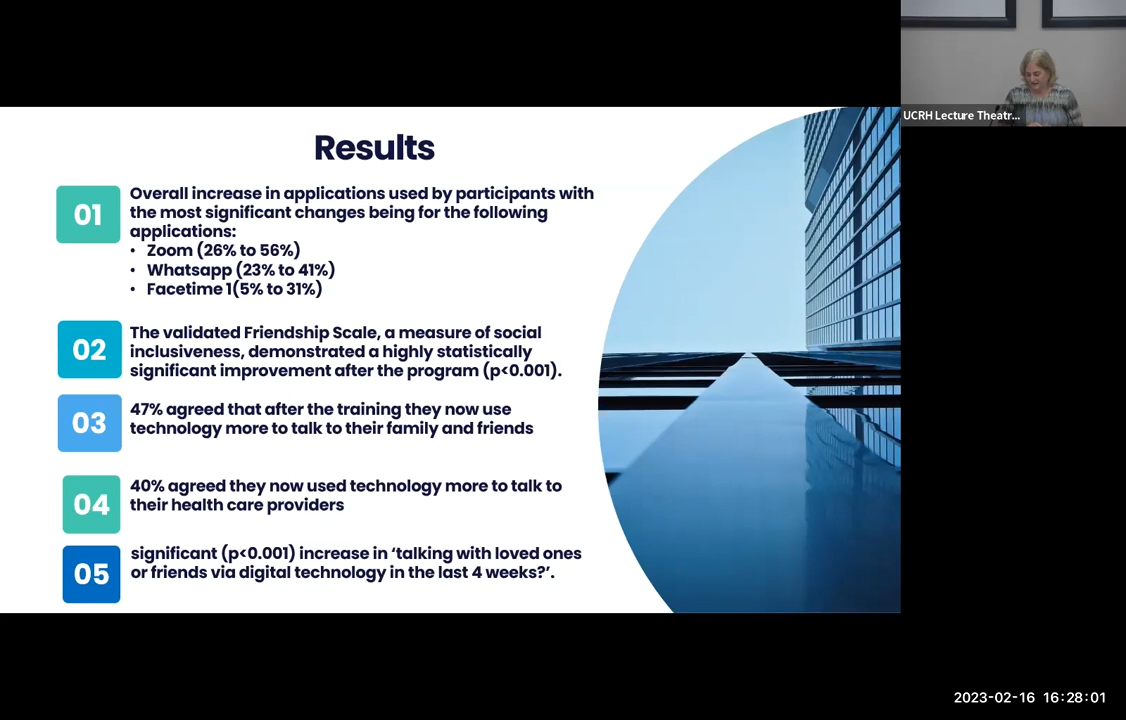 Results
01
Overall increase in applications used by participants with
the most significant changes being for the following
applications:
• Zoom (26% to 56%)
• Whatsapp (23% to 41%)
• Facetime 1(5% to 31%)
02
The validated Friendship Scale, a measure of social
inclusiveness, demonstrated a highly statistically
significant improvement after the program (p<0.001).
03
47% agreed that after the training they now use
technology more to talk to their family and friends
04
40% agreed they now used technology more to talk to
their health care providers
05
significant (p<0.001) increase in ‘talking with loved ones
or friends via digital technology in the last 4 weeks?’.
UCRH Lecture Theatr...
2023-02-16 16:28:01